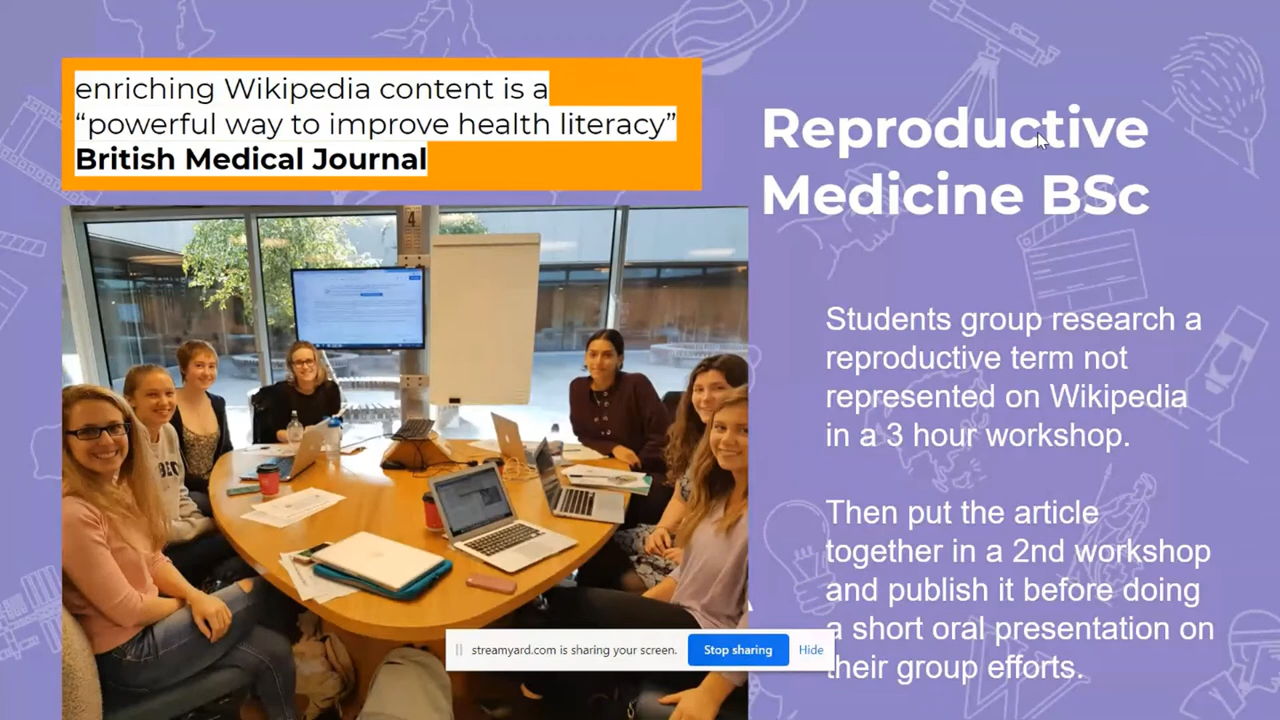 enriching Wikipedia content is a
“powerful way to improve health literacy”
British Medical Journal
Reproductive
Medicine BSc
4
BEC
Students group research a
reproductive term not
represented on Wikipedia
in a 3 hour workshop.
Then put the article
together in a 2nd workshop
and publish it before doing
a short oral presentation on
their group efforts.
streamyard.com is sharing your screen.
Stop sharing
Hide